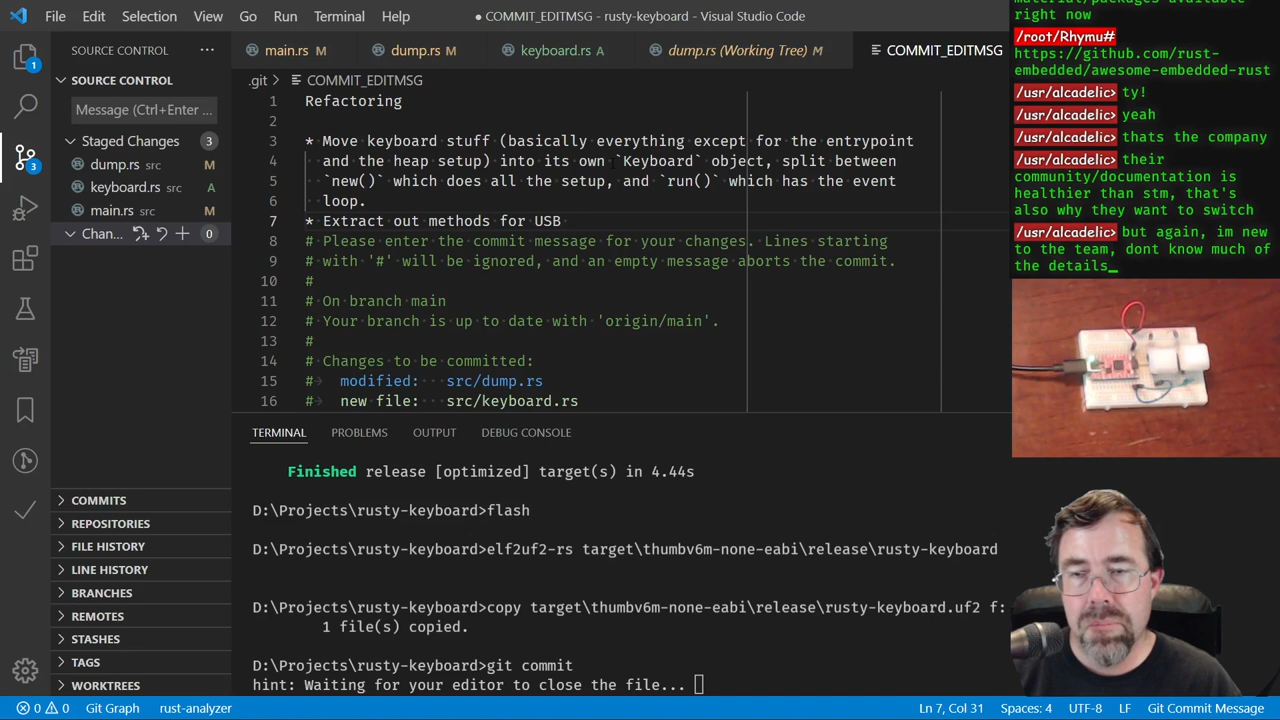 File Edit Selection View Go Run Terminal Help
● COMMIT_EDITMSG - rusty-keyboard - Visual Studio Code
SOURCE CONTROL ···
main.rs M
dump.rs M
keyboard.rs A
dump.rs (Working Tree) M
COMMIT_EDITMSG
.git > COMMIT_EDITMSG
1
SOURCE CONTROL
Message (Ctrl+Enter ...
Staged Changes 3
dump.rs src M
keyboard.rs src A
main.rs src M
Chan... 0
COMMITS
REPOSITORIES
FILE HISTORY
LINE HISTORY
BRANCHES
REMOTES
STASHES
TAGS
WORKTREES
1 Refactoring
2
3 * Move keyboard stuff (basically everything except for the entrypoint
4 and the heap setup) into its own `Keyboard` object, split between
5 `new()` which does all the setup, and `run()` which has the event
6 loop.
7 * Extract out methods for USB
8 # Please enter the commit message for your changes. Lines starting
9 # with '#' will be ignored, and an empty message aborts the commit.
10 #
11 # On branch main
12 # Your branch is up to date with 'origin/main'.
13 #
14 # Changes to be committed:
15 # modified: src/dump.rs
16 # new file: src/keyboard.rs
TERMINAL PROBLEMS OUTPUT DEBUG CONSOLE
Finished release [optimized] target(s) in 4.44s
D:\Projects\rusty-keyboard>flash
D:\Projects\rusty-keyboard>elf2uf2-rs target\thumbv6m-none-eabi\release\rusty-keyboard
D:\Projects\rusty-keyboard>copy target\thumbv6m-none-eabi\release\rusty-keyboard.uf2 f:
1 file(s) copied.
D:\Projects\rusty-keyboard>git commit
hint: Waiting for your editor to close the file...
material/packages available
right now
/root/Rhymu#
https://github.com/rust-
embedded/awesome-embedded-rust
/usr/alcadelic> ty!
/usr/alcadelic> yeah
/usr/alcadelic> thats the company
/usr/alcadelic> their
community/documentation is
healthier than stm, that's
also why they want to switch
/usr/alcadelic> but again, im new
to the team, dont know much of
the details_
0 0 Git Graph rust-analyzer
Ln 7, Col 31 Spaces: 4 UTF-8 LF Git Commit Message